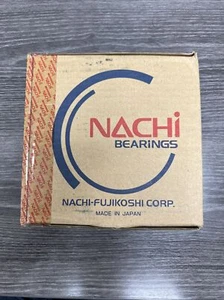 NACHi
BEARiNGS
NACHI-FUJIKOSHI CORP.
MADE IN JAPAN